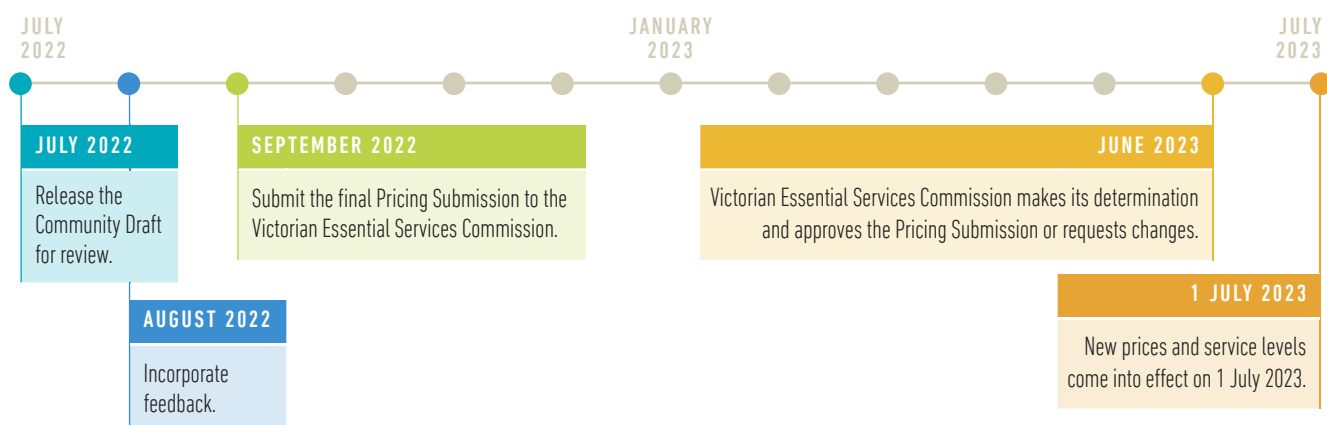 JULY
2022
JANUARY
2023
JULY
2023
JULY 2022
Release the
Community Draft
for review.
AUGUST 2022
Incorporate
feedback.
SEPTEMBER 2022
Submit the final Pricing Submission to the
Victorian Essential Services Commission.
JUNE 2023
Victorian Essential Services Commission makes its determination
and approves the Pricing Submission or requests changes.
1 JULY 2023
New prices and service levels
come into effect on 1 July 2023.